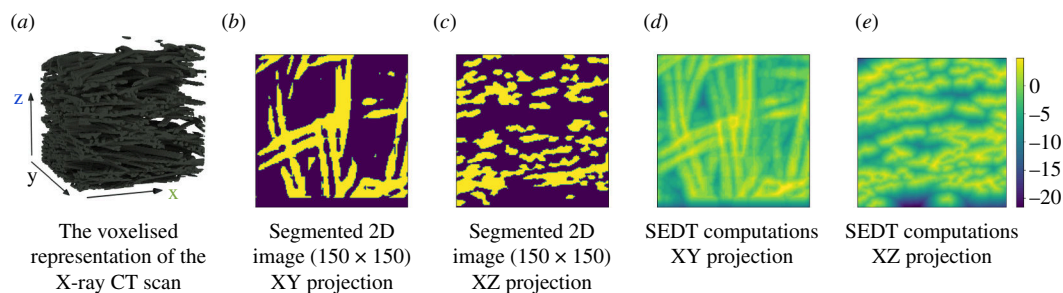 (a)
(b)
(c)
(d)
(e)
z
y
x
0
−5
−10
−15
−20
The voxelised
representation of the
X-ray CT scan
Segmented 2D
image (150 × 150)
XY projection
Segmented 2D
image (150 × 150)
XZ projection
SEDT computations
XY projection
SEDT computations
XZ projection